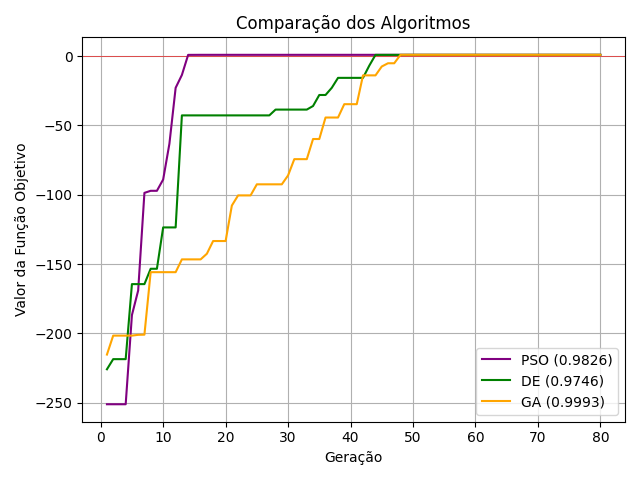 Comparação dos Algoritmos
Valor da Função Objetivo
0
−50
−100
−150
−200
−250
PSO (0.9826)
DE (0.9746)
GA (0.9993)
0 10 20 30 40 50 60 70 80
Geração